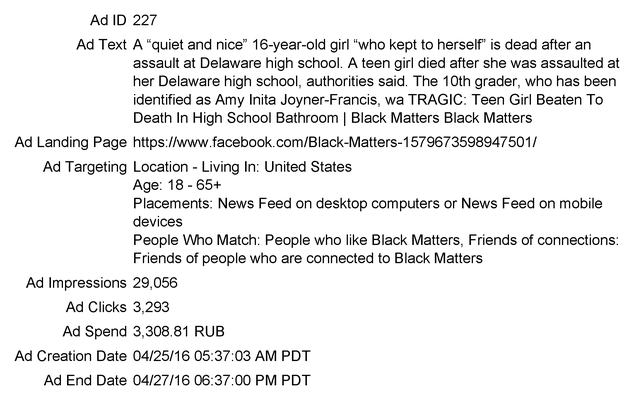 Ad ID 227
Ad Text A “quiet and nice” 16-year-old girl “who kept to herself” is dead after an
assault at Delaware high school. A teen girl died after she was assaulted at
her Delaware high school, authorities said. The 10th grader, who has been
identified as Amy Inita Joyner-Francis, wa TRAGIC: Teen Girl Beaten To
Death In High School Bathroom | Black Matters Black Matters
Ad Landing Page https://www.facebook.com/Black-Matters-1579673598947501/
Ad Targeting Location - Living In: United States
Age: 18 - 65+
Placements: News Feed on desktop computers or News Feed on mobile
devices
People Who Match: People who like Black Matters, Friends of connections:
Friends of people who are connected to Black Matters
Ad Impressions 29,056
Ad Clicks 3,293
Ad Spend 3,308.81 RUB
Ad Creation Date 04/25/16 05:37:03 AM PDT
Ad End Date 04/27/16 06:37:00 PM PDT